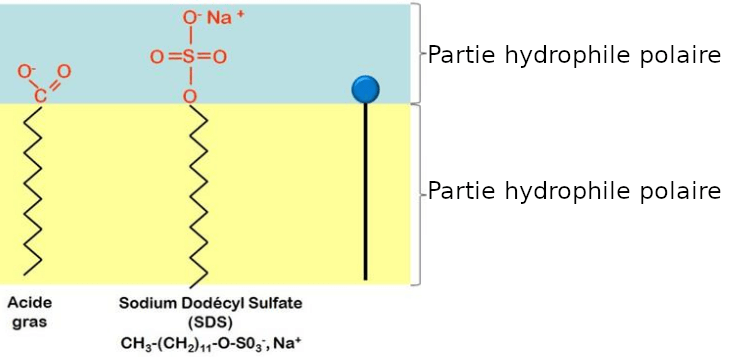 O⁻ Na⁺
O=S=O
O
O⁻ O
C
Partie hydrophile polaire
Partie hydrophile polaire
Acide
gras
Sodium Dodécyl Sulfate
(SDS)
CH₃-(CH₂)₁₁-O-S0₃⁻, Na⁺